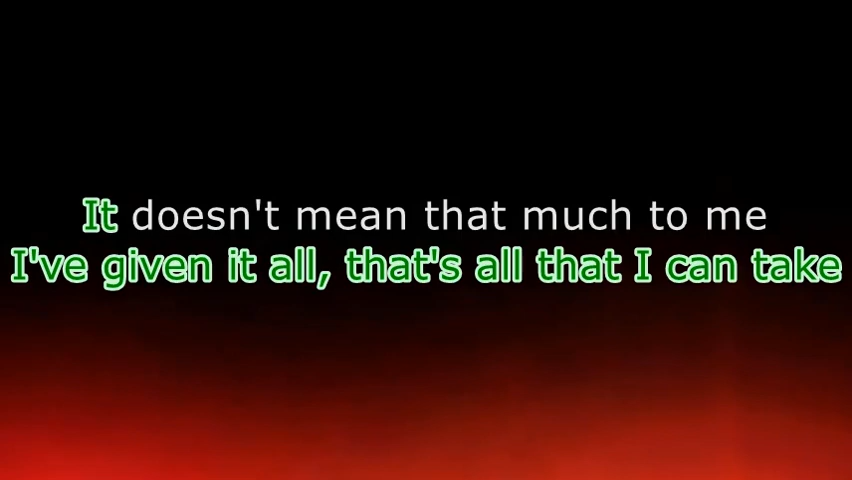 It doesn't mean that much to me
I've given it all, that's all that I can take